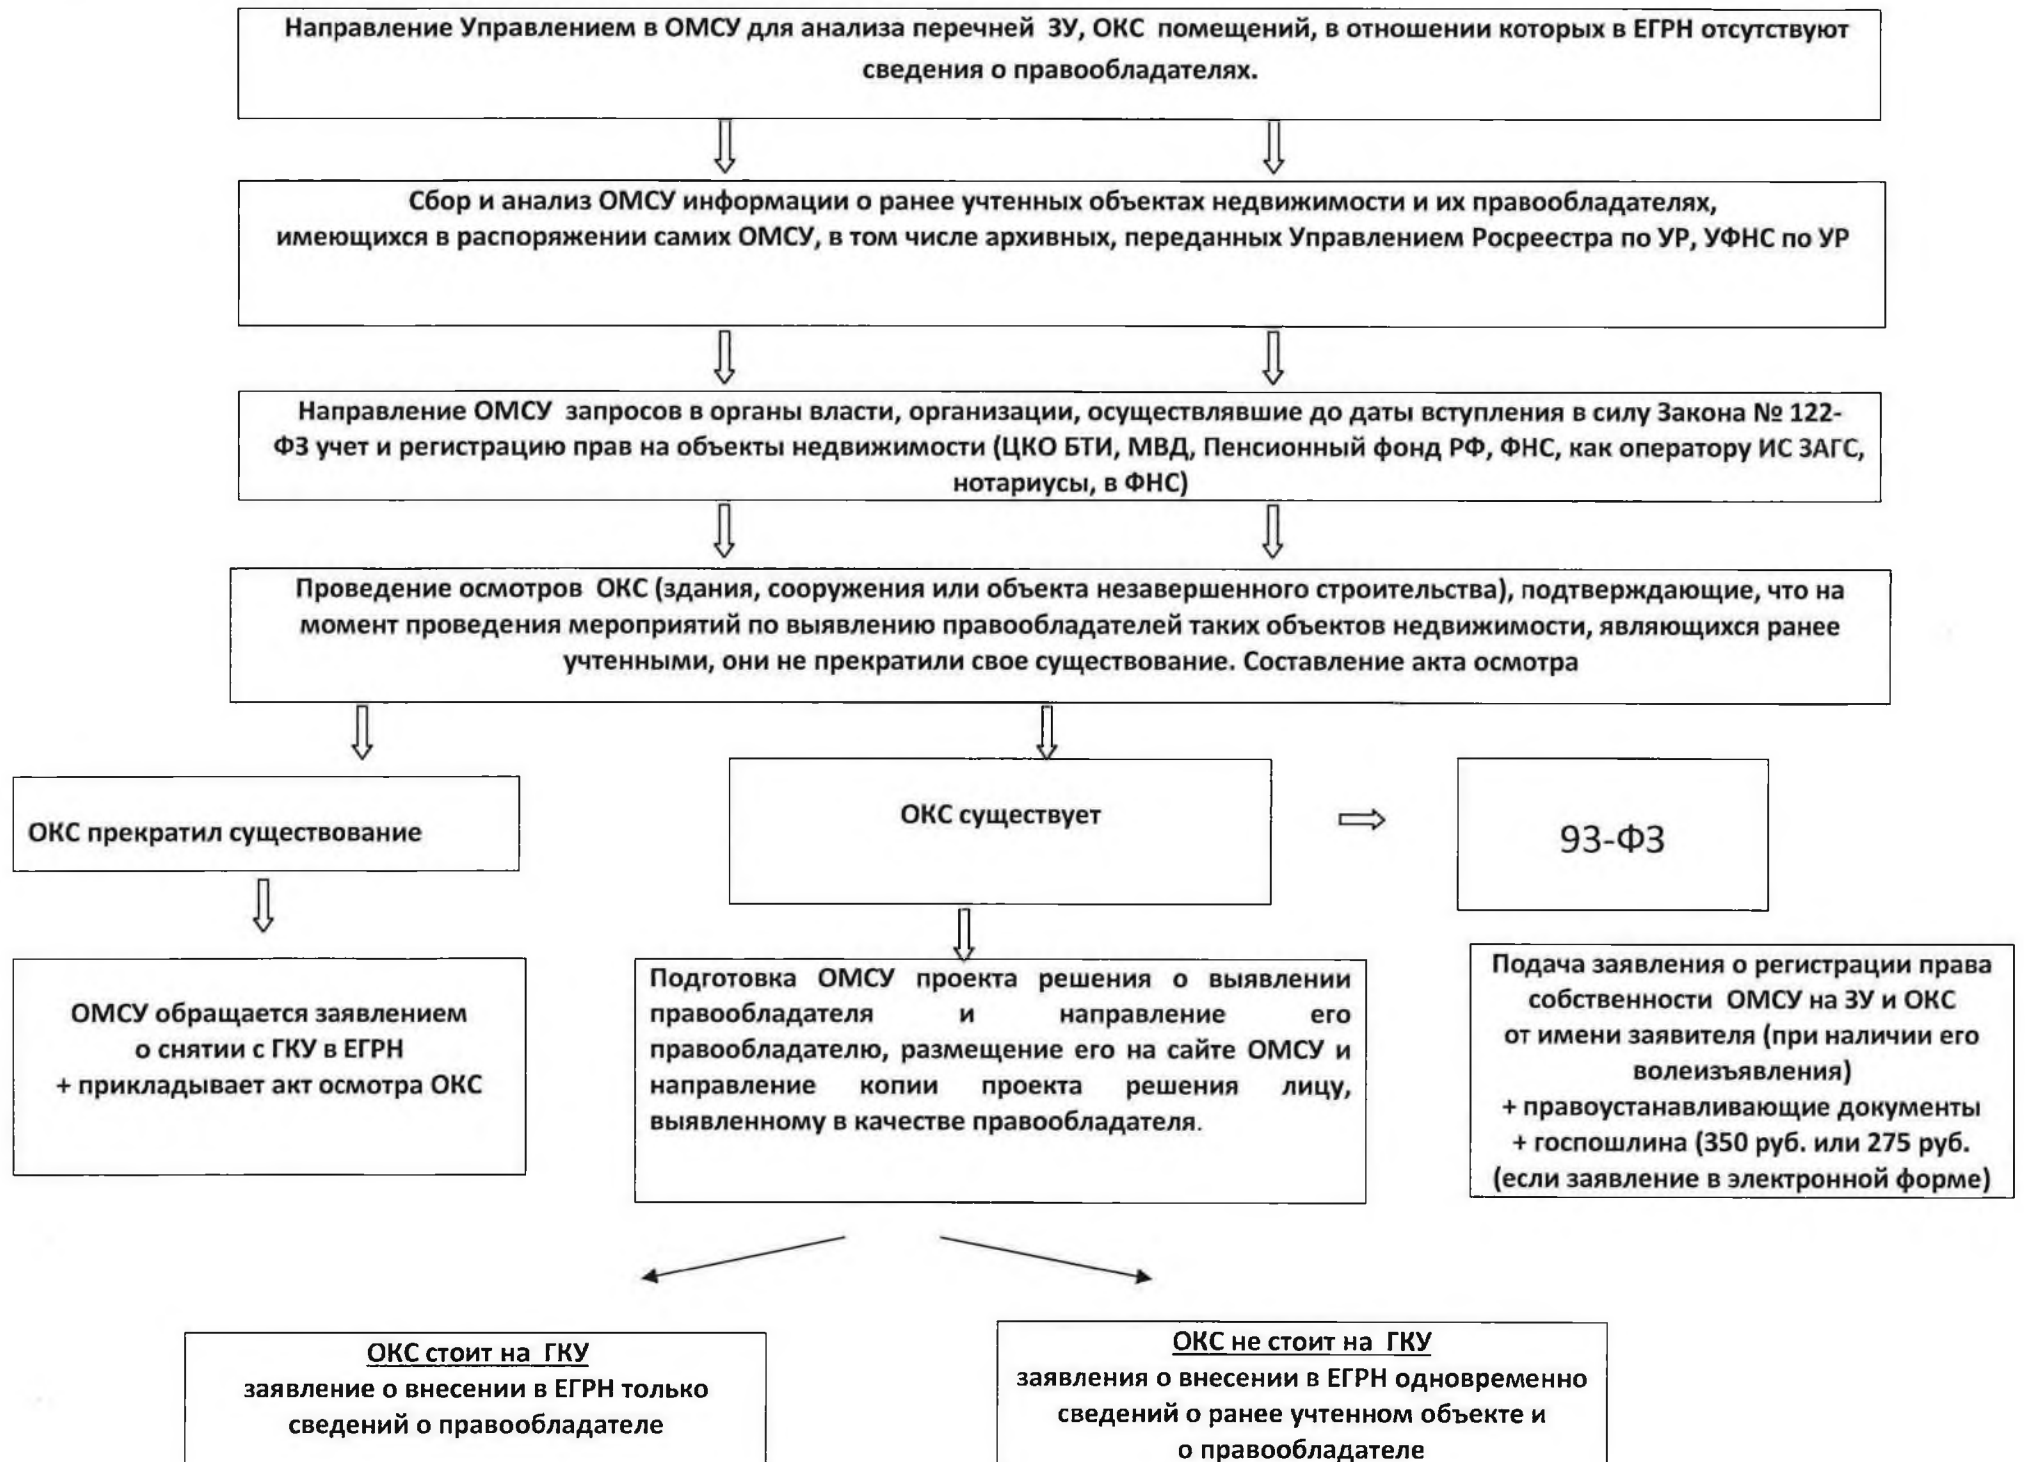 Направление Управлением в ОМСУ для анализа перечней ЗУ, ОКС помещений, в отношении которых в ЕГРН отсутствуют
сведения о правообладателях.
Сбор и анализ ОМСУ информации о ранее учтенных объектах недвижимости и их правообладателях,
имеющихся в распоряжении самих ОМСУ, в том числе архивных, переданных Управлением Росреестра по УР, УФНС по УР
Направление ОМСУ запросов в органы власти, организации, осуществлявшие до даты вступления в силу Закона № 122-
ФЗ учет и регистрацию прав на объекты недвижимости (ЦКО БТИ, МВД, Пенсионный фонд РФ, ФНС, как оператору ИС ЗАГС,
нотариусы, в ФНС)
Проведение осмотров ОКС (здания, сооружения или объекта незавершенного строительства), подтверждающие, что на
момент проведения мероприятий по выявлению правообладателей таких объектов недвижимости, являющихся ранее
учтенными, они не прекратили свое существование. Составление акта осмотра
ОКС прекратил существование
ОКС существует
93-ФЗ
ОМСУ обращается заявлением
о снятии с ГКУ в ЕГРН
+ прикладывает акт осмотра ОКС
Подготовка ОМСУ проекта решения о выявлении
правообладателя и направление его
правообладателю, размещение его на сайте ОМСУ и
направление копии проекта решения лицу,
выявленному в качестве правообладателя.
Подача заявления о регистрации права
собственности ОМСУ на ЗУ и ОКС
от имени заявителя (при наличии его
волеизъявления)
+ правоустанавливающие документы
+ госпошлина (350 руб. или 275 руб.
(если заявление в электронной форме)
ОКС стоит на ГКУ
заявление о внесении в ЕГРН только
сведений о правообладателе
ОКС не стоит на ГКУ
заявления о внесении в ЕГРН одновременно
сведений о ранее учтенном объекте и
о правообладателе